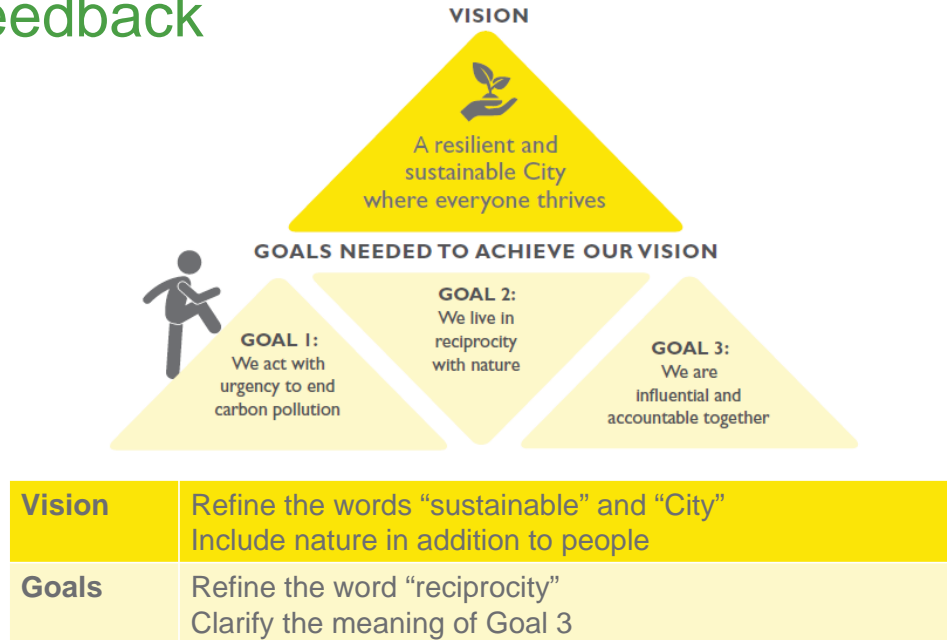 eedback
VISION
A resilient and
sustainable City
where everyone thrives
GOALS NEEDED TO ACHIEVE OUR VISION
GOAL 1:
We act with
urgency to end
carbon pollution
GOAL 2:
We live in
reciprocity
with nature
GOAL 3:
We are
influential and
accountable together
Vision
Refine the words “sustainable” and “City”
Include nature in addition to people
Goals
Refine the word “reciprocity”
Clarify the meaning of Goal 3